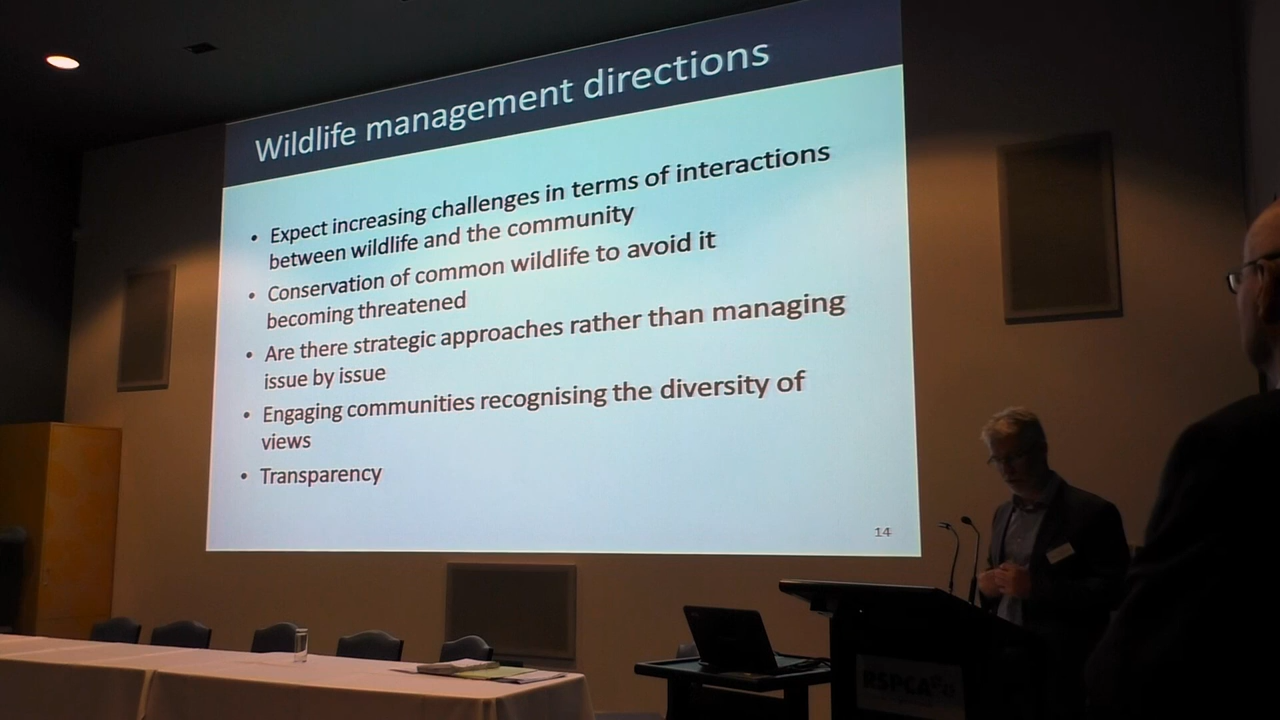 Wildlife management directions
• Expect increasing challenges in terms of interactions
between wildlife and the community
• Conservation of common wildlife to avoid it
becoming threatened
• Are there strategic approaches rather than managing
issue by issue
• Engaging communities recognising the diversity of
views
• Transparency
14
RSPCA